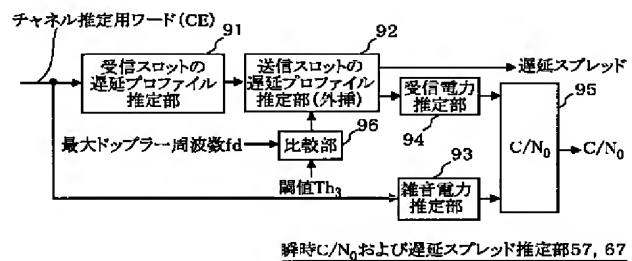 チャネル推定用ワード(CE)
91
受信スロットの
遅延プロファイル
推定部
92
送信スロットの
遅延プロファイル
推定部(外挿)
遅延スプレッド
受信電力
推定部
94
95
C/N₀
C/N₀
最大ドップラー周波数fd
比較部
96
閾値Th₃
93
雑音電力
推定部
瞬時C/N₀および遅延スプレッド推定部57, 67